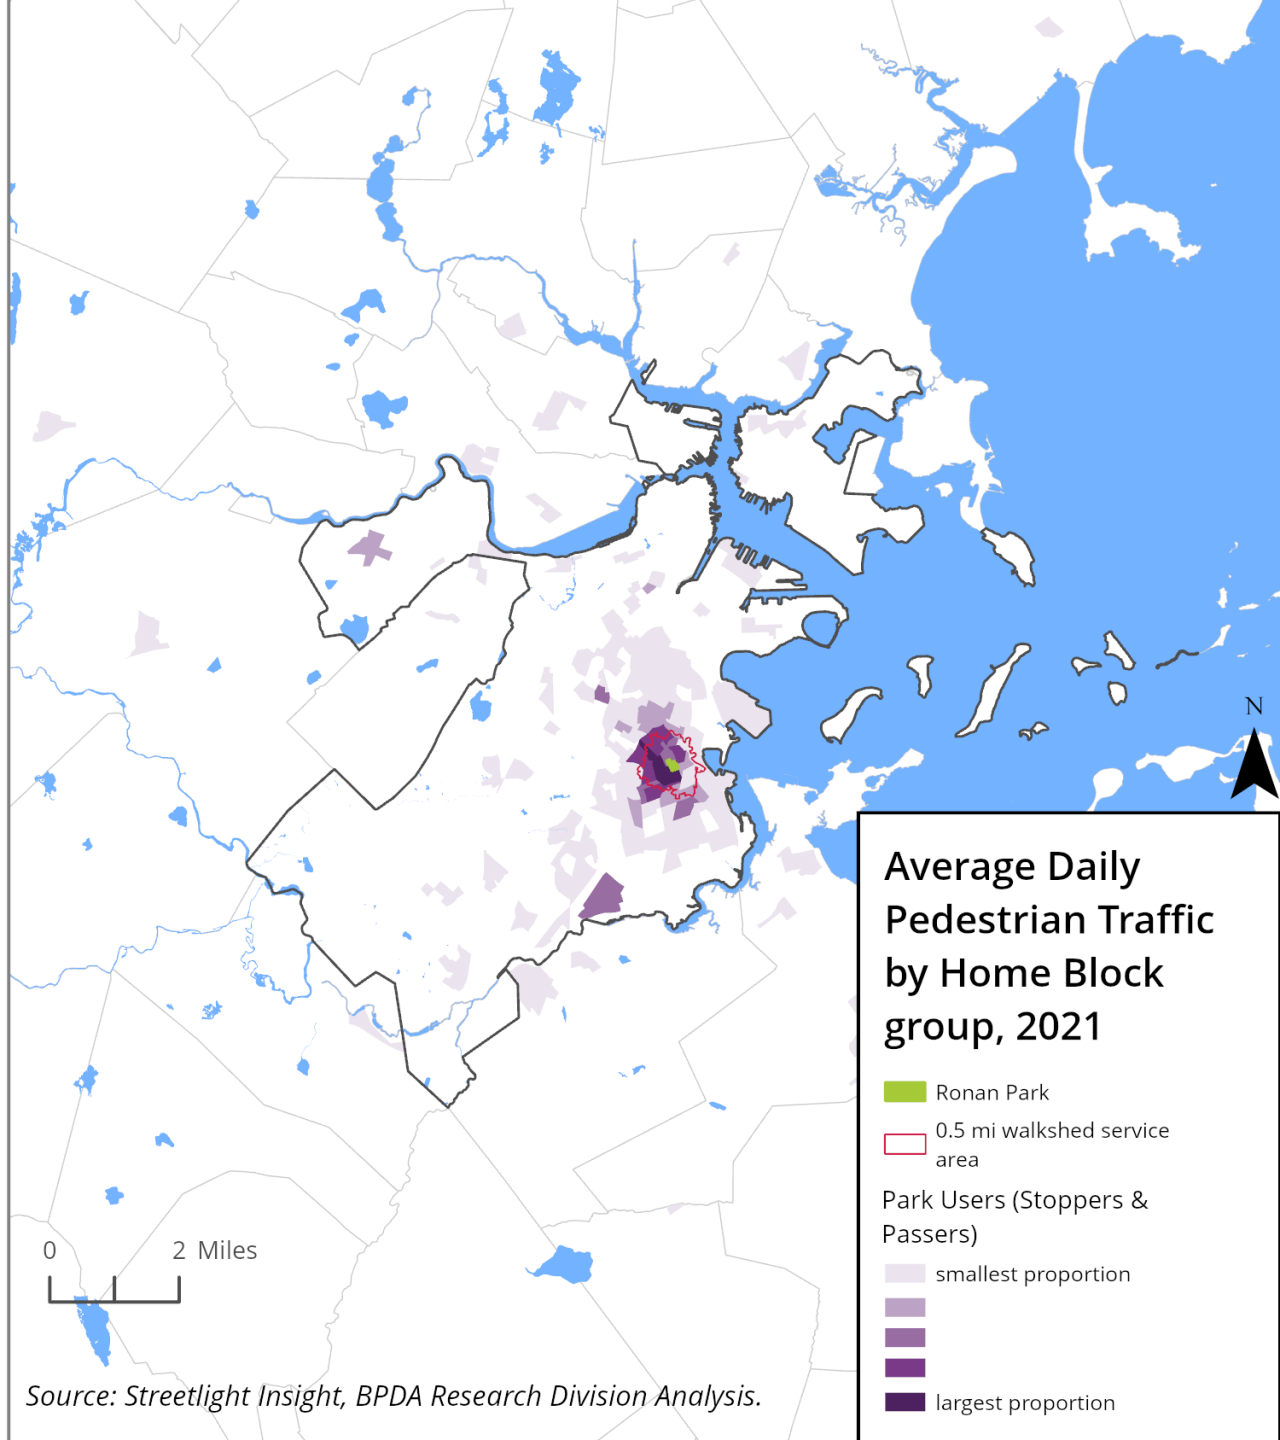 N
Average Daily
Pedestrian Traffic
by Home Block
group, 2021
Ronan Park
0.5 mi walkshed service
area
Park Users (Stoppers &
Passers)
smallest proportion
largest proportion
0 2 Miles
Source: Streetlight Insight, BPDA Research Division Analysis.